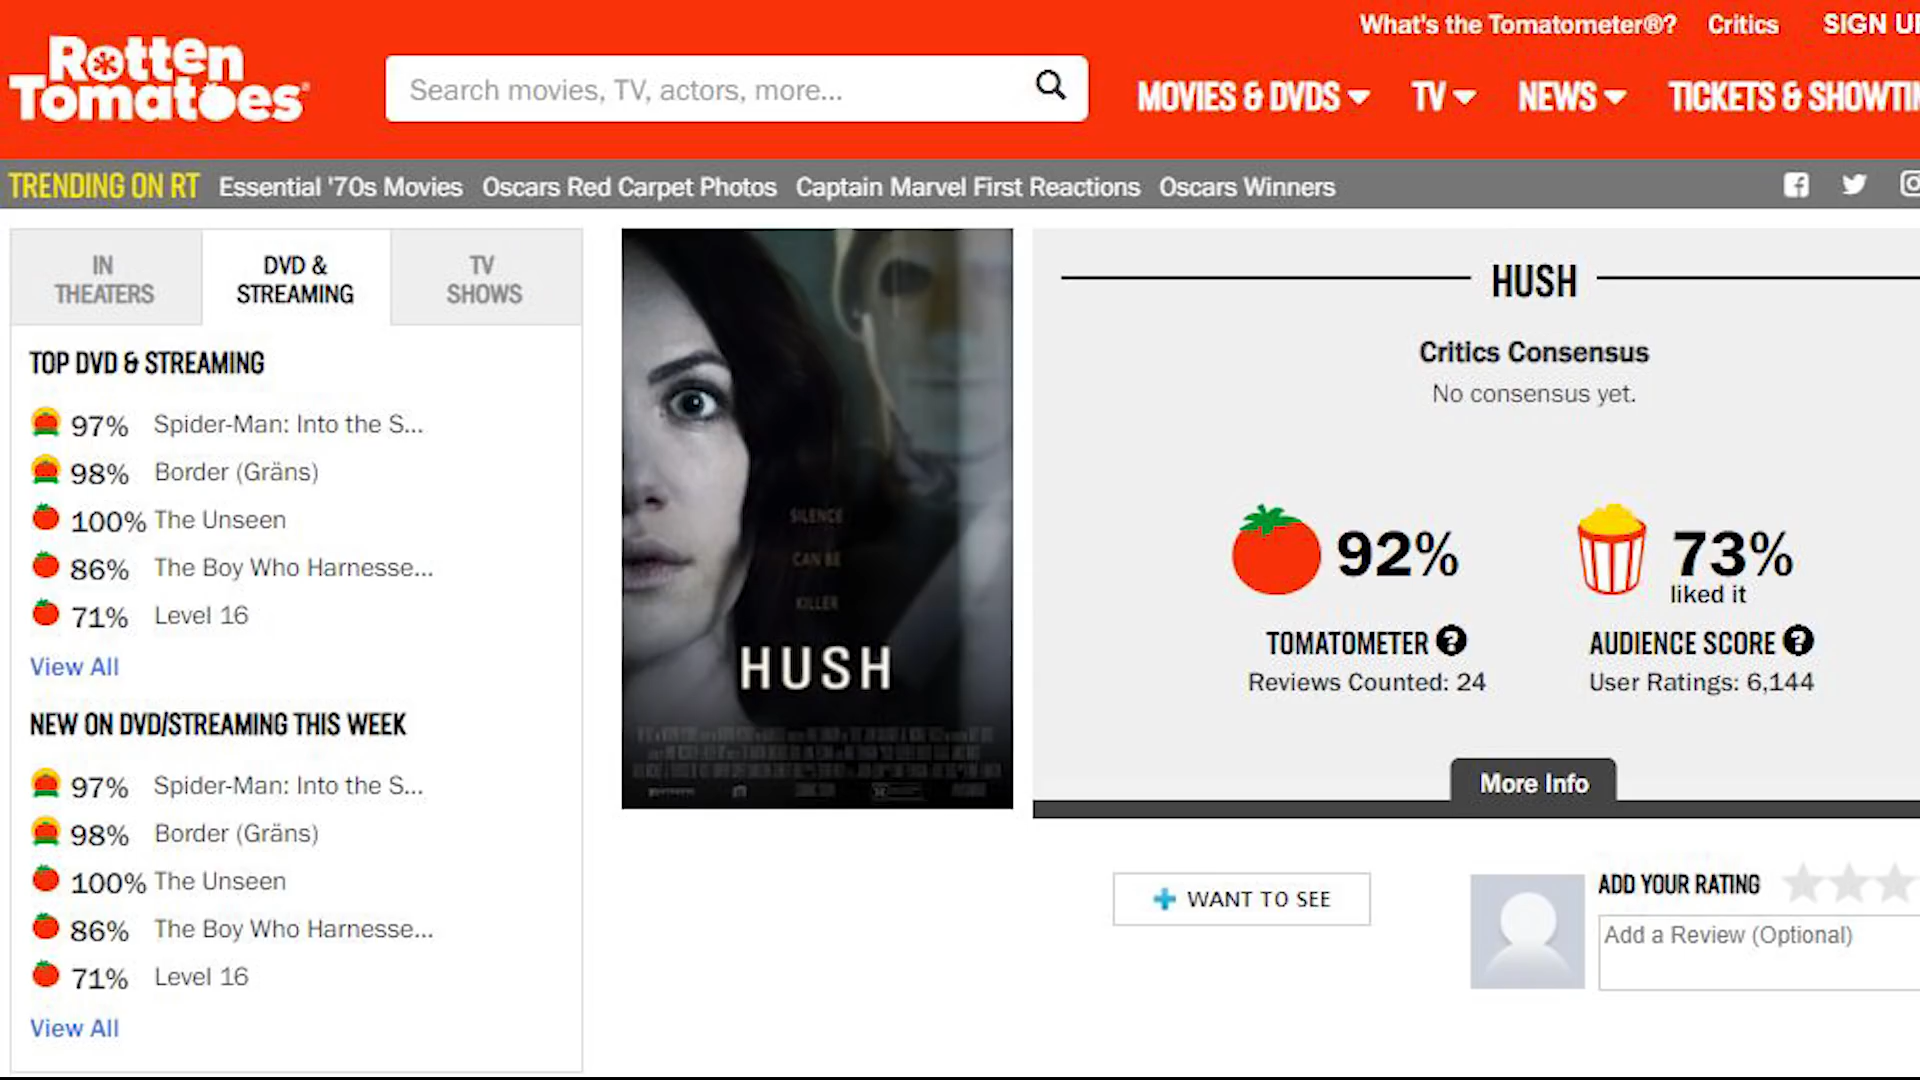 What's the Tomatometer®? Critics SIGN U
Rotten
Tomatoes
Search movies, TV, actors, more...
MOVIES & DVDS TV NEWS TICKETS & SHOWTI
TRENDING ON RT Essential '70s Movies Oscars Red Carpet Photos Captain Marvel First Reactions Oscars Winners
IN
THEATERS
DVD &
STREAMING
TV
SHOWS
TOP DVD & STREAMING
97% Spider-Man: Into the S...
98% Border (Gräns)
100% The Unseen
86% The Boy Who Harnesse...
71% Level 16
View All
NEW ON DVD/STREAMING THIS WEEK
97% Spider-Man: Into the S...
98% Border (Gräns)
100% The Unseen
86% The Boy Who Harnesse...
71% Level 16
View All
SILENCE
CAN BE
KILLER
HUSH
HUSH
Critics Consensus
No consensus yet.
92%
TOMATOMETER
Reviews Counted: 24
73%
liked it
AUDIENCE SCORE
User Ratings: 6,144
More Info
WANT TO SEE
ADD YOUR RATING
Add a Review (Optional)